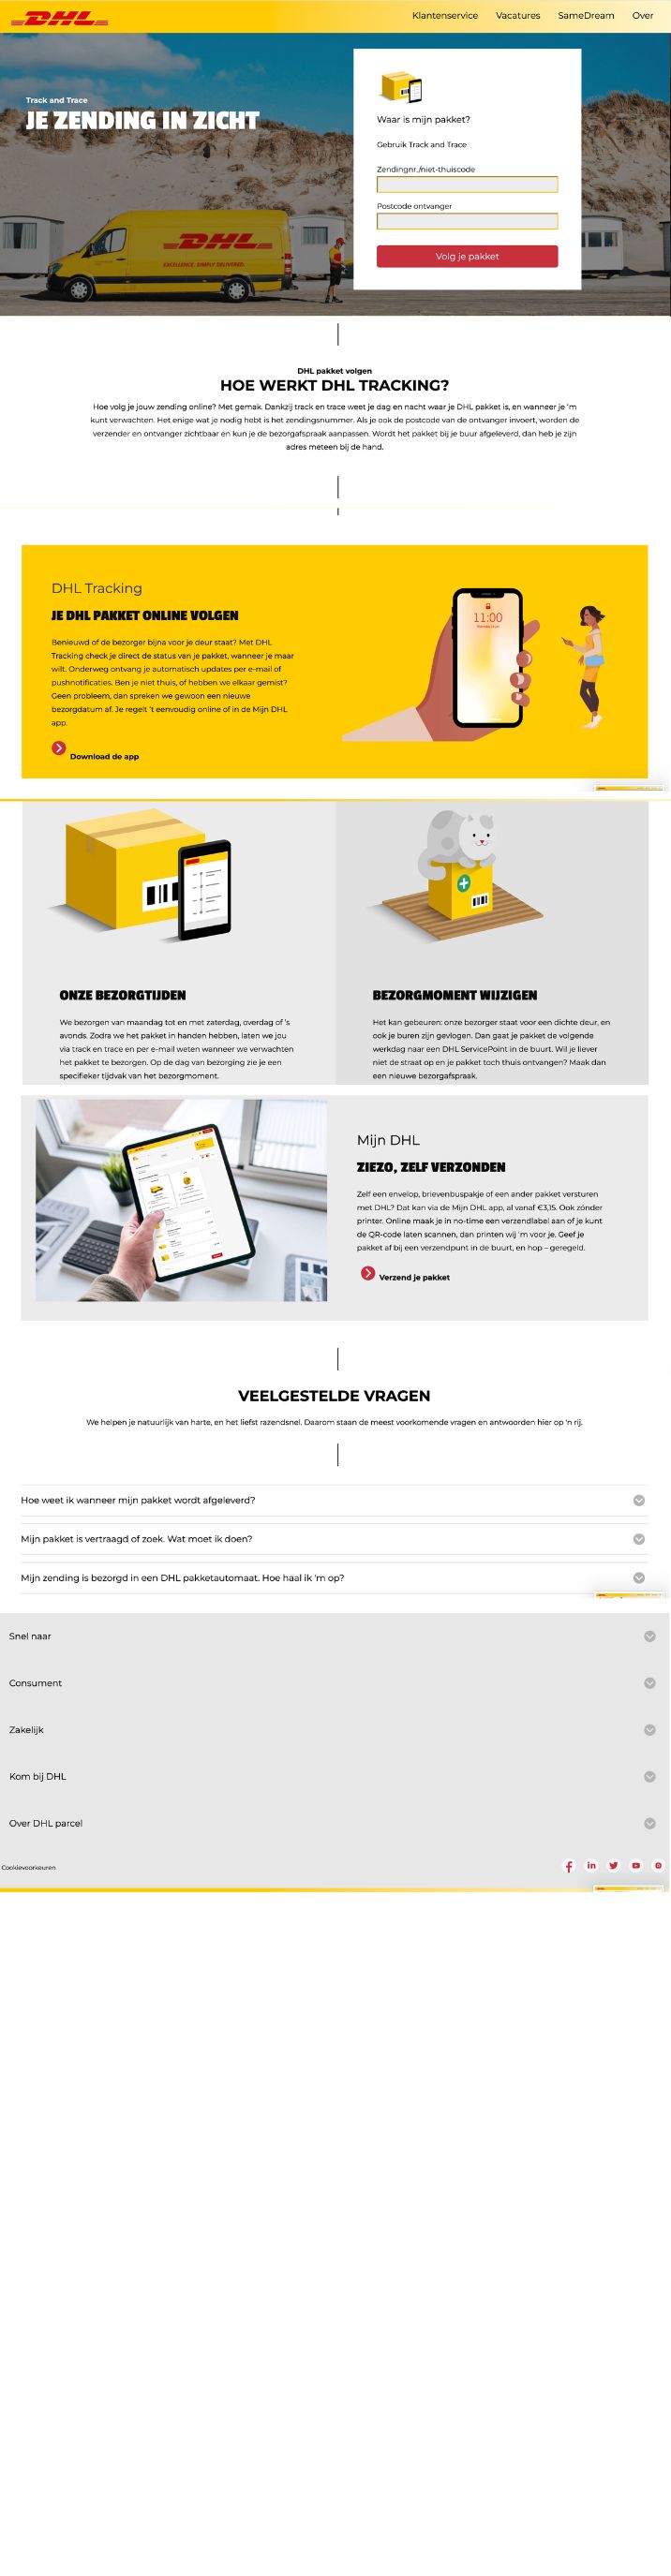 DHL
Klantenservice
Vacatures
SameDream
Over
Track and Trace
JE ZENDING IN ZICHT
DHL
EXCELLENCE. SIMPLY DELIVERED.
Waar is mijn pakket?
Gebruik Track and Trace
Zendingnr./niet-thuiscode
Postcode ontvanger
Volg je pakket
DHL pakket volgen
HOE WERKT DHL TRACKING?
Hoe volg je jouw zending online? Met gemak. Dankzij track en trace weet je dag en nacht waar je DHL pakket is, en wanneer je 'm
kunt verwachten. Het enige wat je nodig hebt is het zendingsnummer. Als je ook de postcode van de ontvanger invoert, worden de
verzender en ontvanger zichtbaar en kun je de bezorgafspraak aanpassen. Wordt het pakket bij je buur afgeleverd, dan heb je zijn
adres meteen bij de hand.
DHL Tracking
JE DHL PAKKET ONLINE VOLGEN
Benieuwd of de bezorger bijna voor je deur staat? Met DHL
Tracking check je direct de status van je pakket, wanneer je maar
wilt. Onderweg ontvang je automatisch updates per e-mail of
pushnotificaties. Ben je niet thuis, of hebben we elkaar gemist?
Geen probleem, dan spreken we gewoon een nieuwe
bezorgdatum af. Je regelt 't eenvoudig online of in de Mijn DHL
app.
Download de app
11:00
ONZE BEZORGTIJDEN
We bezorgen van maandag tot en met zaterdag, overdag of 's
avonds. Zodra we het pakket in handen hebben, laten we jou
via track en trace en per e-mail weten wanneer we verwachten
het pakket te bezorgen. Op de dag van bezorging zie je een
specifieker tijdvak van het bezorgmoment.
BEZORGMOMENT WIJZIGEN
Het kan gebeuren: onze bezorger staat voor een dichte deur, en
ook je buren zijn gevlogen. Dan gaat je pakket de volgende
werkdag naar een DHL ServicePoint in de buurt. Wil je liever
niet de straat op en je pakket toch thuis ontvangen? Maak dan
een nieuwe bezorgafspraak.
Mijn DHL
ZIEZO, ZELF VERZONDEN
Zelf een envelop, brievenbuspakje of een ander pakket versturen
met DHL? Dat kan via de Mijn DHL app, al vanaf €3,15. Ook zónder
printer. Online maak je in no-time een verzendlabel aan of je kunt
de QR-code laten scannen, dan printen wij 'm voor je. Geef je
pakket af bij een verzendpunt in de buurt, en hop – geregeld.
Verzend je pakket
VEELGESTELDE VRAGEN
We helpen je natuurlijk van harte, en het liefst razendsnel. Daarom staan de meest voorkomende vragen en antwoorden hier op 'n rij.
Hoe weet ik wanneer mijn pakket wordt afgeleverd?
Mijn pakket is vertraagd of zoek. Wat moet ik doen?
Mijn zending is bezorgd in een DHL pakketautomaat. Hoe haal ik 'm op?
Snel naar
Consument
Zakelijk
Kom bij DHL
Over DHL parcel
Cookievoorkeuren